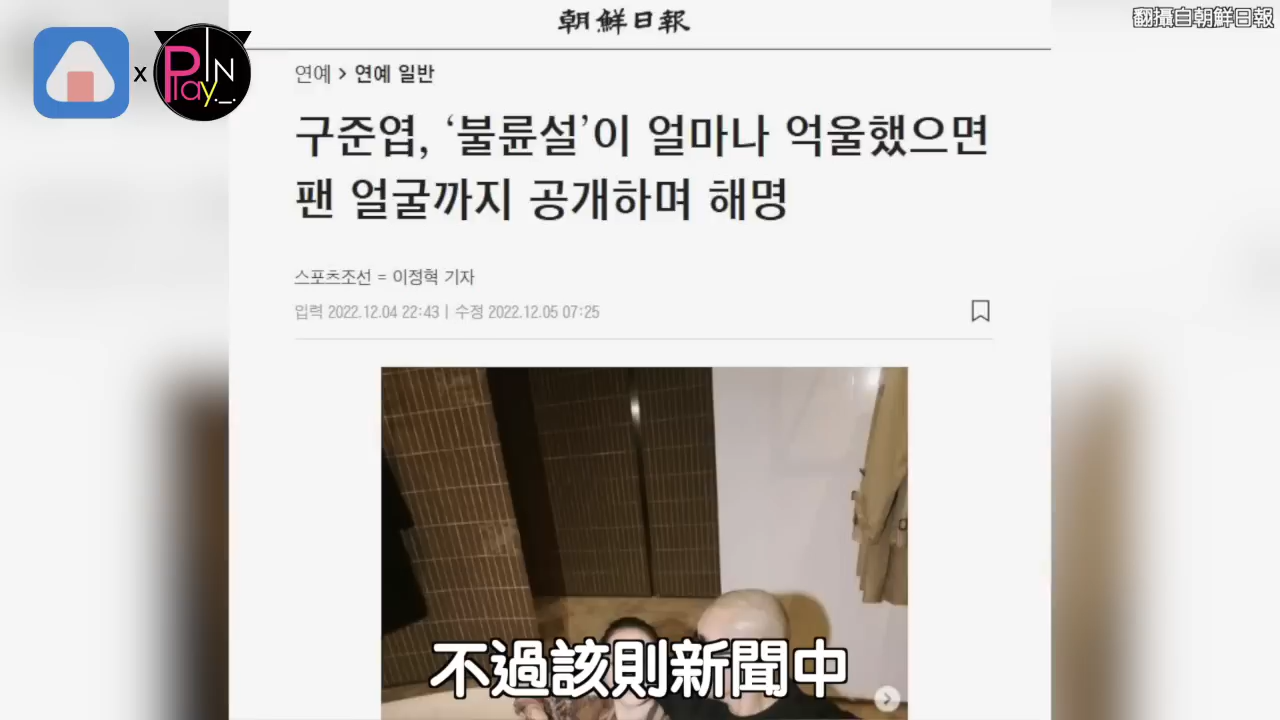 朝鮮日報
翻攝自朝鮮日報
x
PlayIN._.
연예 > 연예 일반
구준엽, ‘불륜설’이 얼마나 억울했으면
팬 얼굴까지 공개하며 해명
스포츠조선 = 이정혁 기자
입력 2022.12.04 22:43 | 수정 2022.12.05 07:25
不過該則新聞中